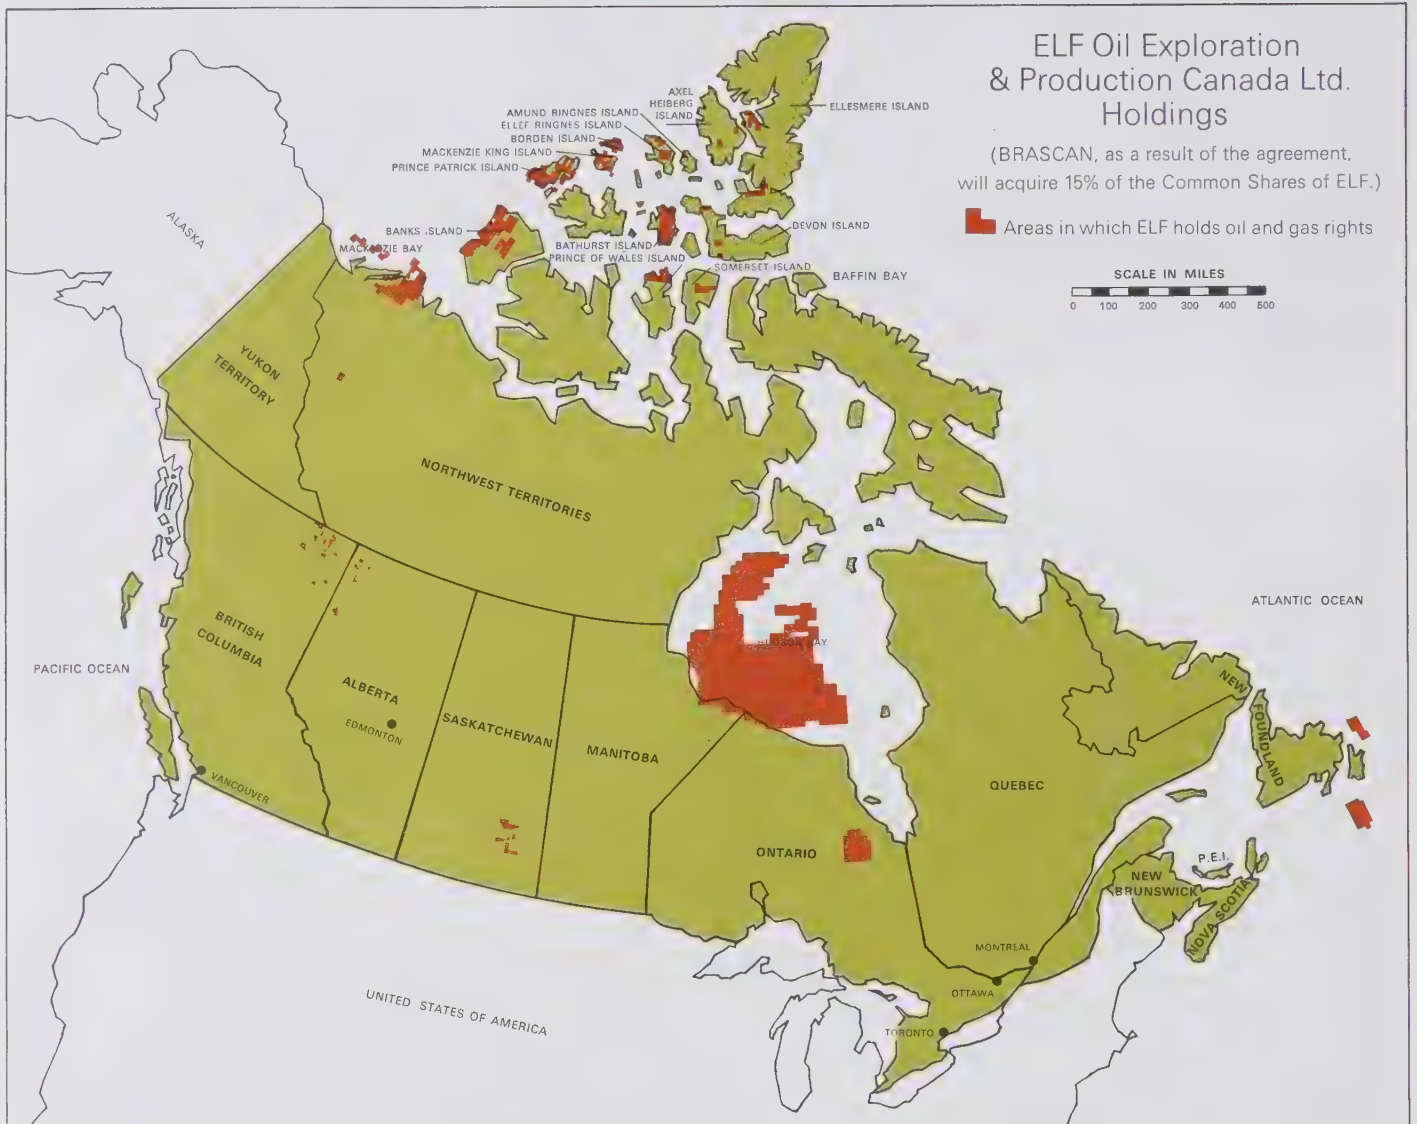 ELF Oil Exploration
& Production Canada Ltd.
Holdings
(BRASCAN, as a result of the agreement,
will acquire 15% of the Common Shares of ELF.)
Areas in which ELF holds oil and gas rights
SCALE IN MILES
0 100 200 300 400 500
AXEL
HEIBERG
ISLAND
ELLESMERE ISLAND
AMUND RINGNES ISLAND
ELLEF RINGNES ISLAND
BORDEN ISLAND
MACKENZIE KING ISLAND
PRINCE PATRICK ISLAND
BANKS ISLAND
MACKENZIE BAY
ALASKA
BATHURST ISLAND
PRINCE OF WALES ISLAND
SOMERSET ISLAND
DEVON ISLAND
BAFFIN BAY
YUKON
TERRITORY
NORTHWEST TERRITORIES
HUDSON BAY
ATLANTIC OCEAN
PACIFIC OCEAN
BRITISH
COLUMBIA
ALBERTA
EDMONTON
SASKATCHEWAN
MANITOBA
VANCOUVER
ONTARIO
QUEBEC
NEW
FOUNDLAND
P.E.I.
NEW
BRUNSWICK
NOVA SCOTIA
MONTREAL
OTTAWA
TORONTO
UNITED STATES OF AMERICA